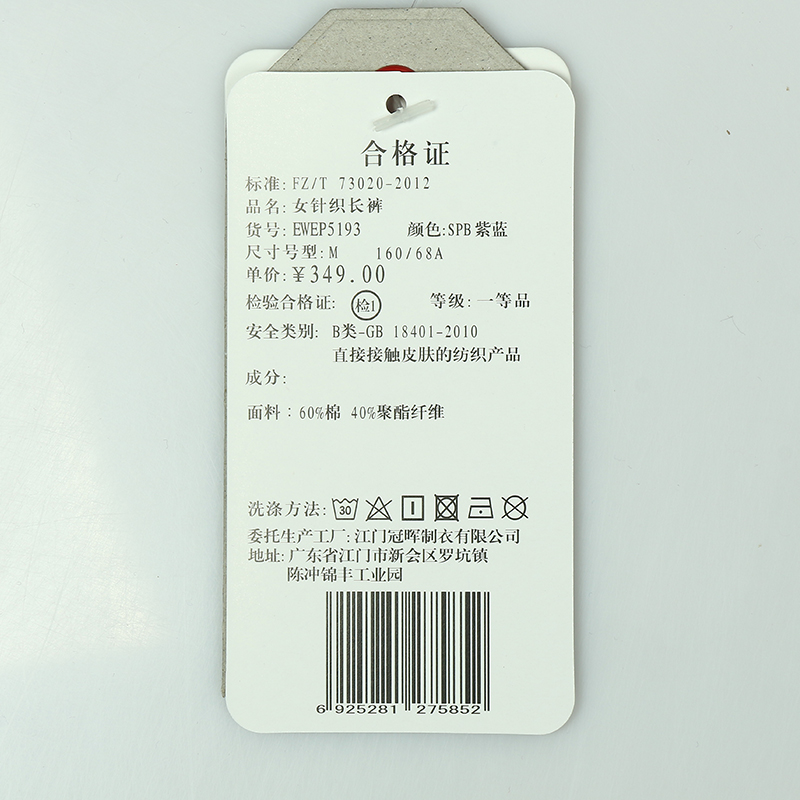 合格证
标准: FZ/T 73020-2012
品名: 女针织长裤
货号: EWEP5193 颜色: SPB 紫蓝
尺寸号型: M 160/68A
单价: ¥349.00
检验合格证: 检1 等级: 一等品
安全类别: B类-GB 18401-2010
直接接触皮肤的纺织产品
成分:
面料: 60%棉 40%聚酯纤维
洗涤方法: 30
委托生产工厂: 江门冠晖制衣有限公司
地址: 广东省江门市新会区罗坑镇
陈冲锦丰工业园
6 925281 275852